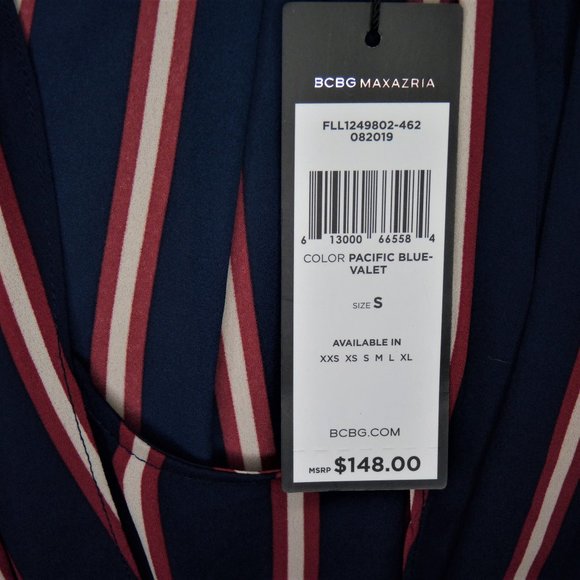 BCBG MAXAZRIA
FLL1249802-462
082019
6 13000 66558 4
COLOR PACIFIC BLUE-
VALET
SIZE S
AVAILABLE IN
XXS XS S M L XL
BCBG.COM
MSRP $148.00